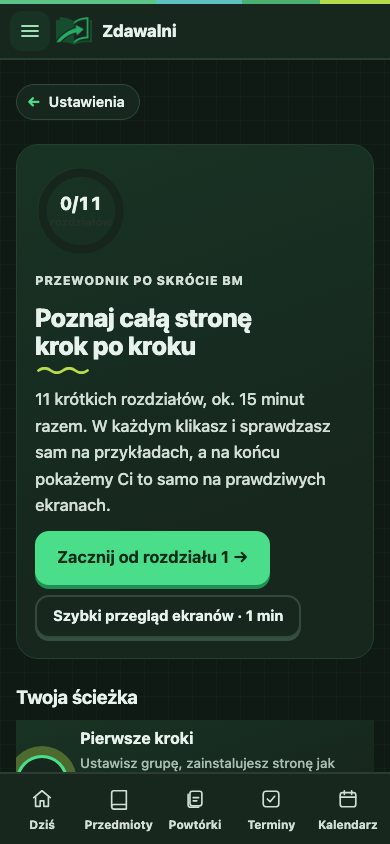 Zdawalni
← Ustawienia
0/11
rozdziałów
PRZEWODNIK PO SKRÓCIE BM
Poznaj całą stronę
krok po kroku
11 krótkich rozdziałów, ok. 15 minut
razem. W każdym klikasz i sprawdzasz
sam na przykładach, a na końcu
pokażemy Ci to samo na prawdziwych
ekranach.
Zacznij od rozdziału 1 →
Szybki przegląd ekranów · 1 min
Twoja ścieżka
Pierwsze kroki
Ustawisz grupę, zainstalujesz stronę jak
Dziś
Przedmioty
Powtórki
Terminy
Kalendarz